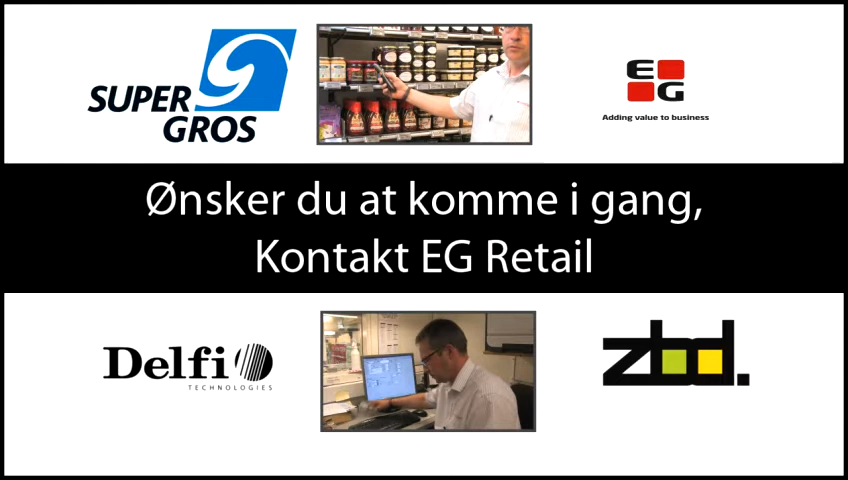 SUPER
GROS
E G
Adding value to business
Ønsker du at komme i gang,
Kontakt EG Retail
Delfi
TECHNOLOGIES
zbd.